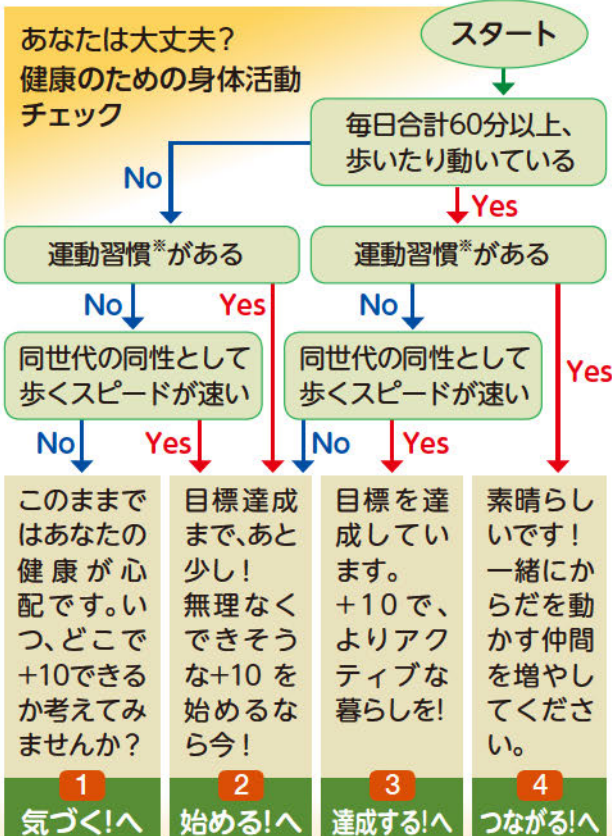 あなたは大丈夫？
健康のための身体活動
チェック
スタート
毎日合計60分以上、
歩いたり動いている
No
Yes
運動習慣※がある
運動習慣※がある
No
Yes
No
Yes
同世代の同性として
歩くスピードが速い
同世代の同性として
歩くスピードが速い
No
Yes
No
Yes
このままで
はあなたの
健康が心
配です。い
つ、どこで
+10できる
か考えてみ
ませんか？
1
気づく!へ
目標達成
まで、あと
少し！
無理なく
できそう
な+10を
始めるな
ら今！
2
始める!へ
目標を達
成してい
ます。
+10で、
よりアク
ティブな
暮らしを!
3
達成する!へ
素晴らし
いです！
一緒にか
らだを動
かす仲間
を増やし
てくださ
い。
4
つながる!へ